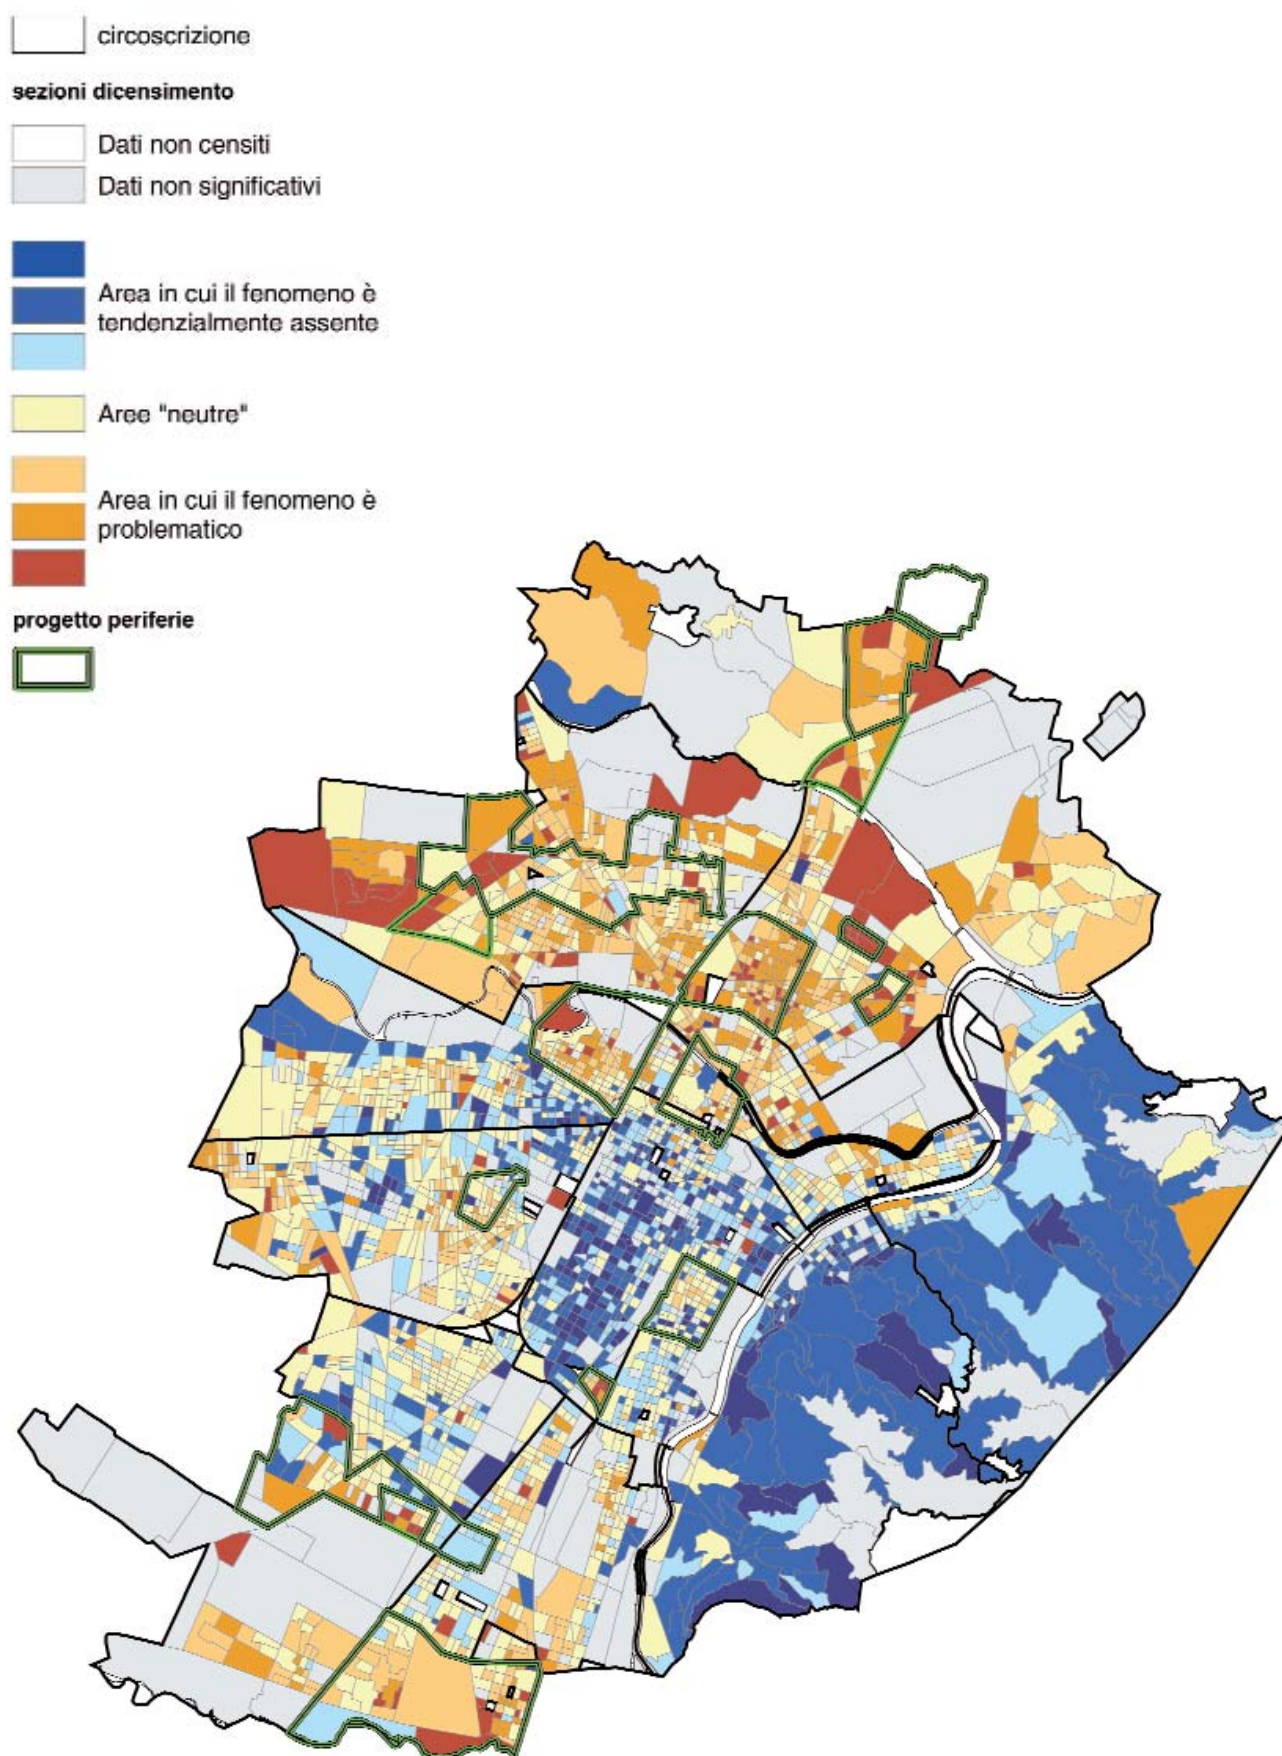 circoscrizione
sezioni dicensimento
Dati non censiti
Dati non significativi
Area in cui il fenomeno è
tendenzialmente assente
Aree "neutre"
Area in cui il fenomeno è
problematico
progetto periferie